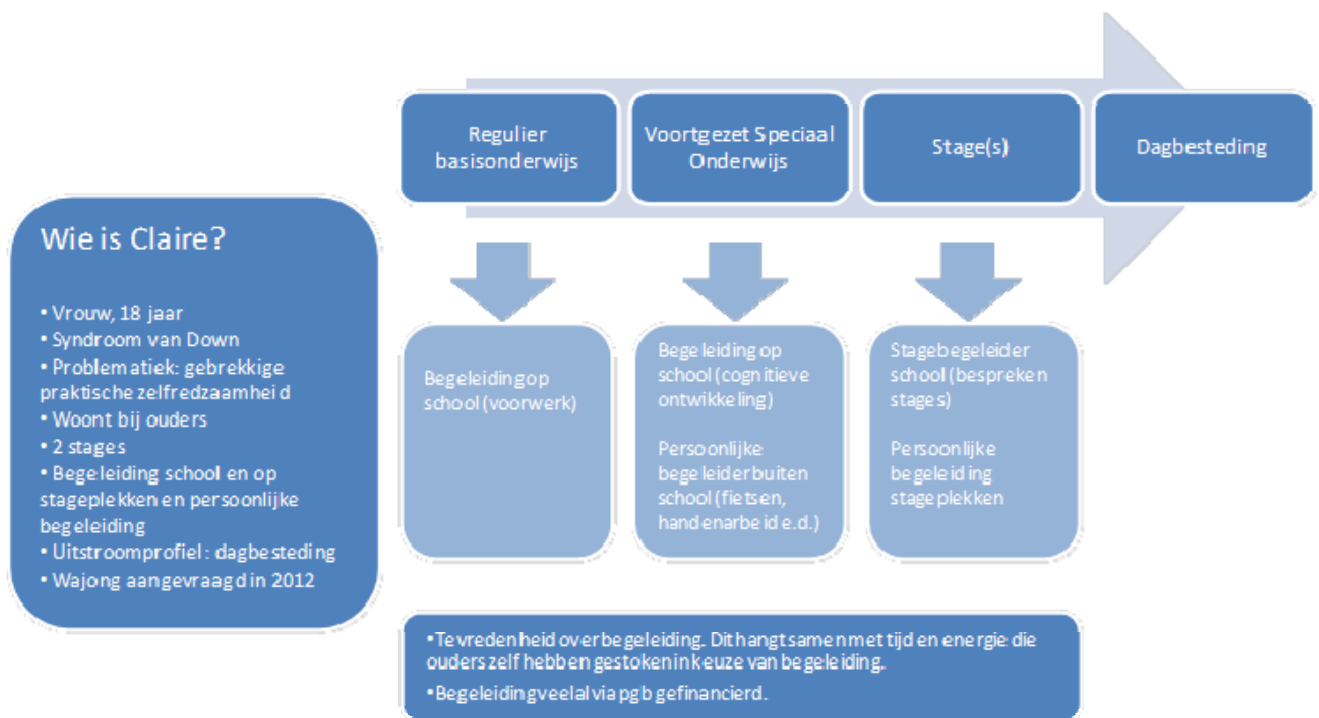 Regulier
basisonderwijs
Voortgezet Speciaal
Onderwijs
Stage(s)
Dagbesteding
Wie is Claire?
• Vrouw, 18 jaar
• Syndroom van Down
• Problematiek: gebrekkige
praktische zelfredzaamheid
• Woont bij ouders
• 2 stages
• Begeleiding school en op
stageplekken en persoonlijke
begeleiding
• Uitstroomprofiel: dagbesteding
• Wajong aangevraagd in 2012
Begeleiding op
school (voorwerk)
Begeleiding op
school (cognitieve
ontwikkeling)
Persoonlijke
begeleider buiten
school (fietsen,
handenarbeid e.d.)
Stagebegeleider
school (bespreken
stages)
Persoonlijke
begeleiding
stageplekken
• Tevredenheid over begeleiding. Dit hangt samen met tijd en energie die
ouders zelf hebben gestoken in keuze van begeleiding.
• Begeleiding veelal via pgb gefinancierd.